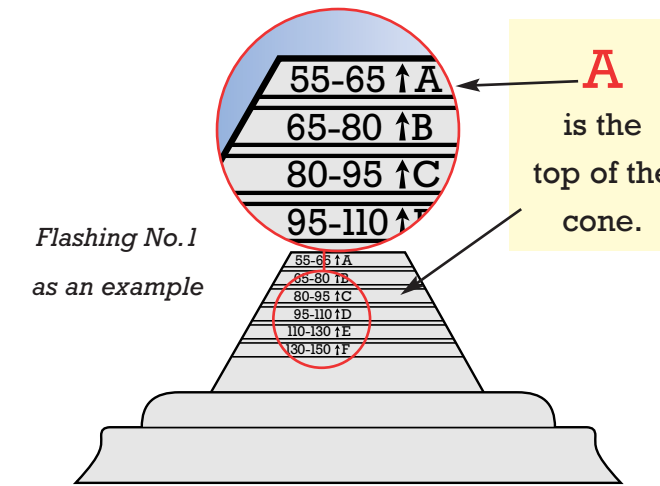 55-65 ↑ A
65-80 ↑B
80-95 ↑C
95-110 ↑
A
is the
top of the
cone.
Flashing No.1
as an example
55-65 ↑A
65-80 ↑B
80-95 ↑C
95-110 ↑D
110-130 ↑E
130-150 ↑F